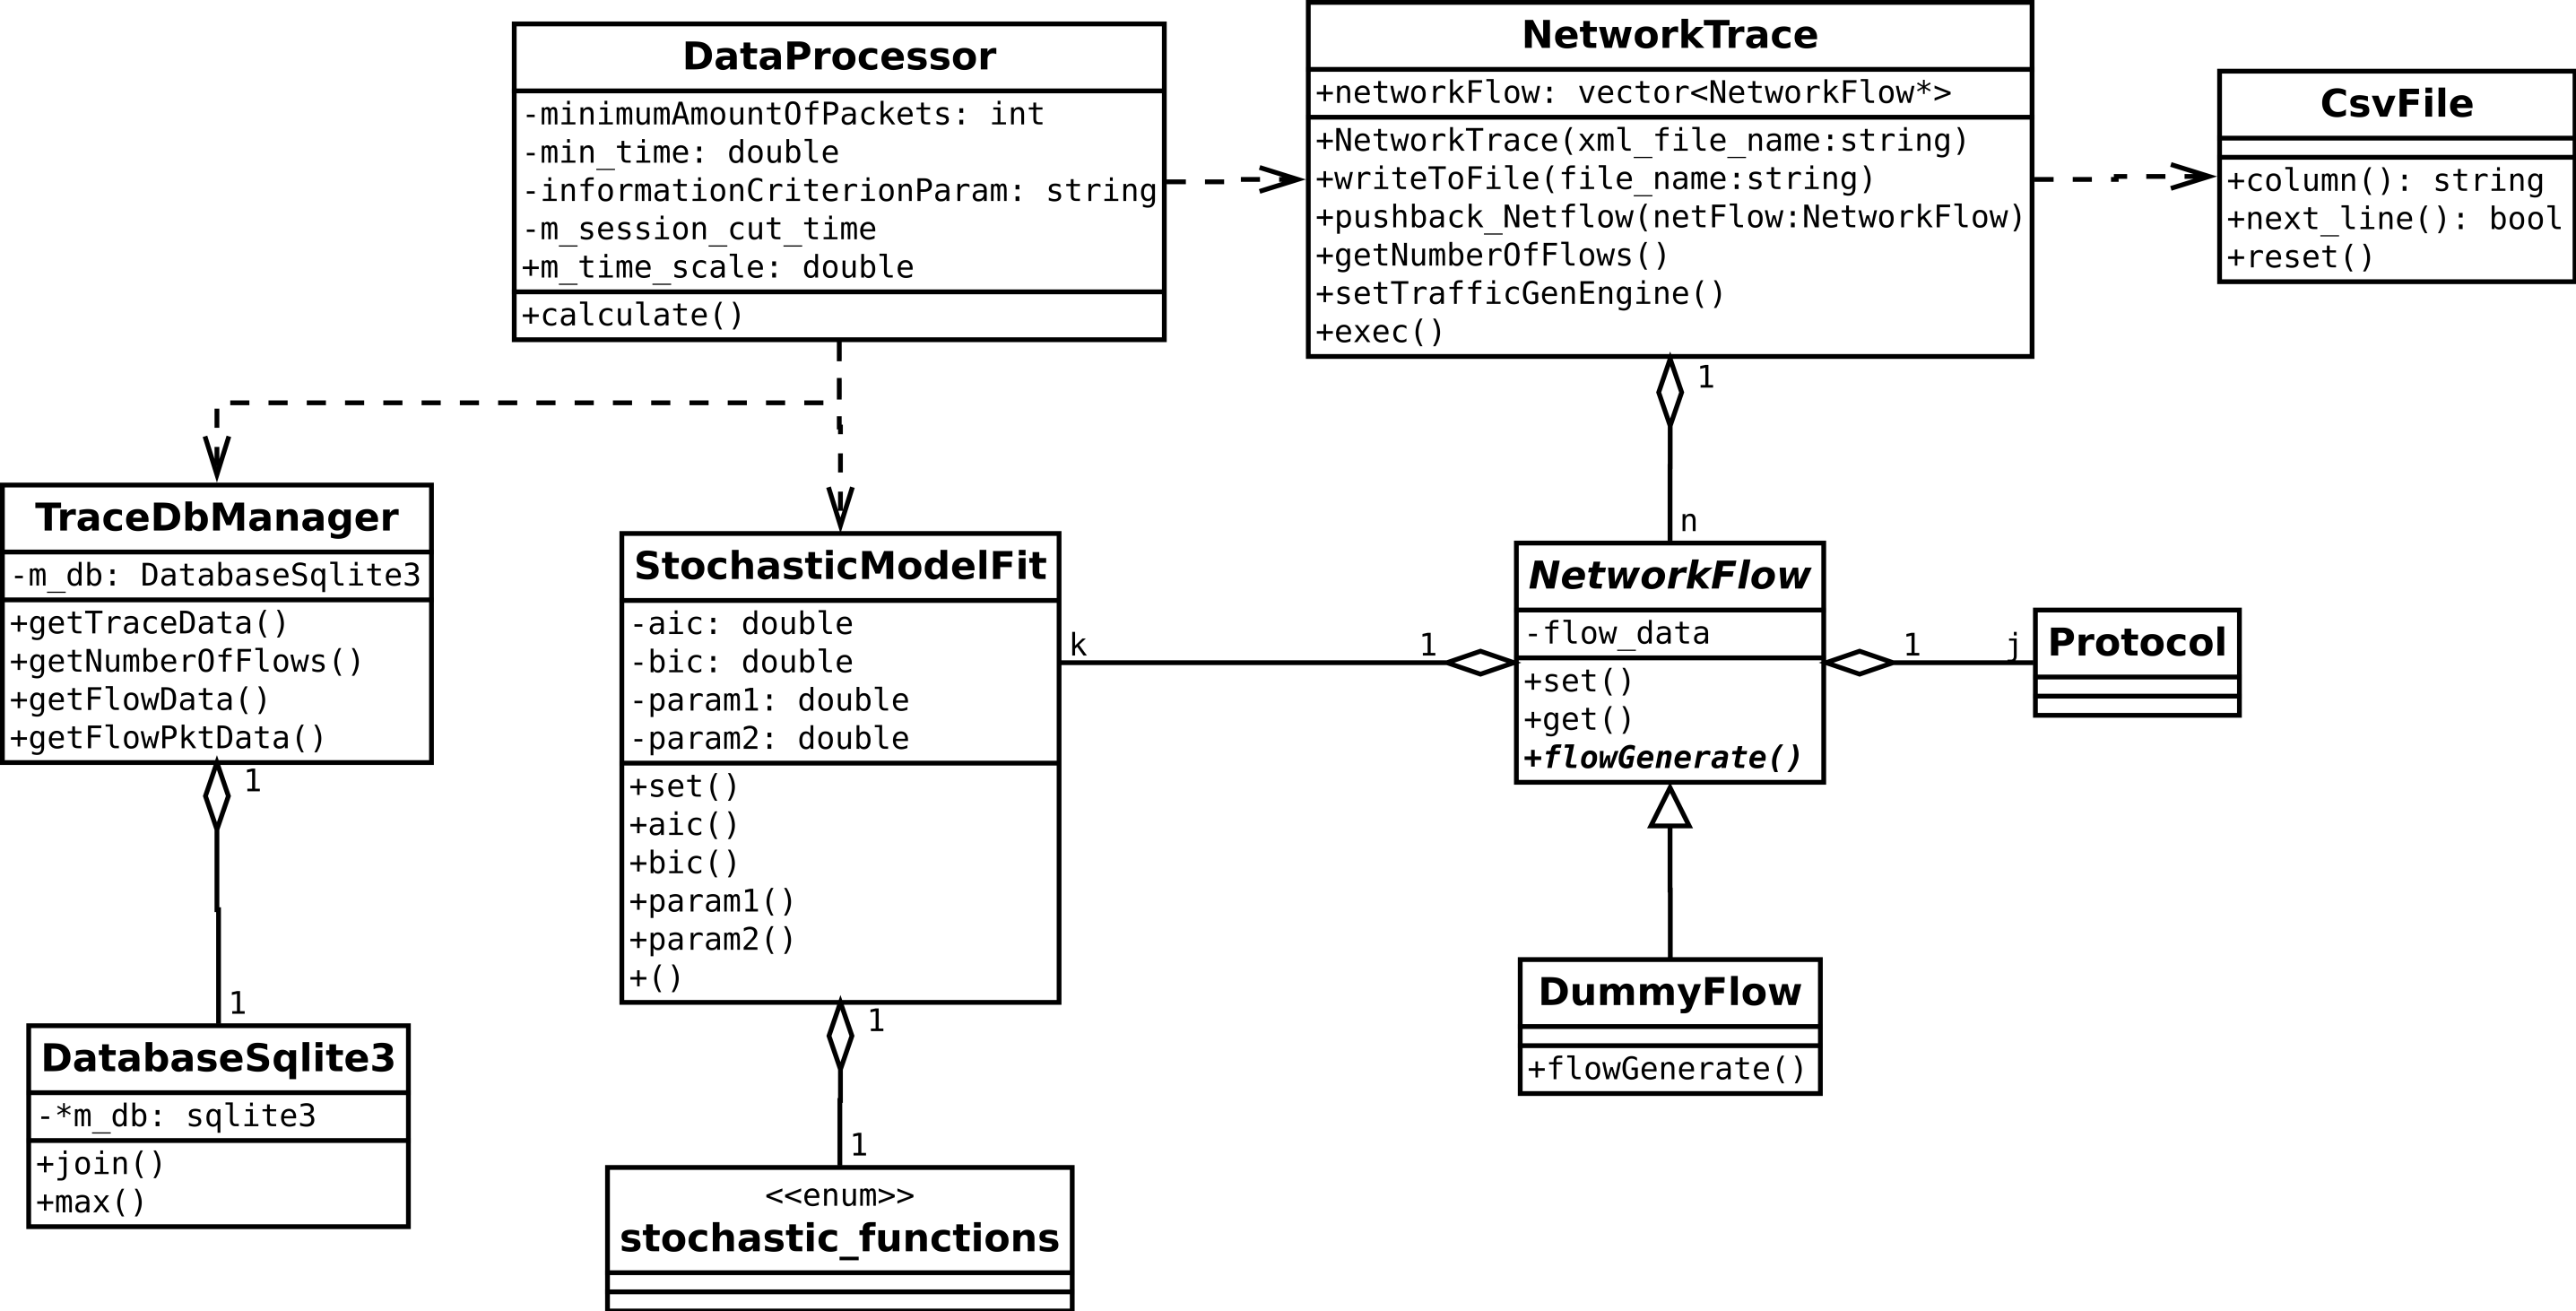 DataProcessor
-minimumAmountOfPackets: int
-min_time: double
-informationCriterionParam: string
-m_session_cut_time
+m_time_scale: double
+calculate()
NetworkTrace
+networkFlow: vector<NetworkFlow*>
+NetworkTrace(xml_file_name:string)
+writeToFile(file_name:string)
+pushback_Netflow(netFlow:NetworkFlow)
+getNumberOfFlows()
+setTrafficGenEngine()
+exec()
CsvFile
+column(): string
+next_line(): bool
+reset()
1
n
TraceDbManager
-m_db: DatabaseSqlite3
+getTraceData()
+getNumberOfFlows()
+getFlowData()
+getFlowPktData()
1
1
StochasticModelFit
-aic: double
-bic: double
-param1: double
-param2: double
+set()
+aic()
+bic()
+param1()
+param2()
+()
k
1
NetworkFlow
-flow_data
+set()
+get()
+flowGenerate()
1
j
Protocol
DatabaseSqlite3
-*m_db: sqlite3
+join()
+max()
1
1
<<enum>>
stochastic_functions
DummyFlow
+flowGenerate()